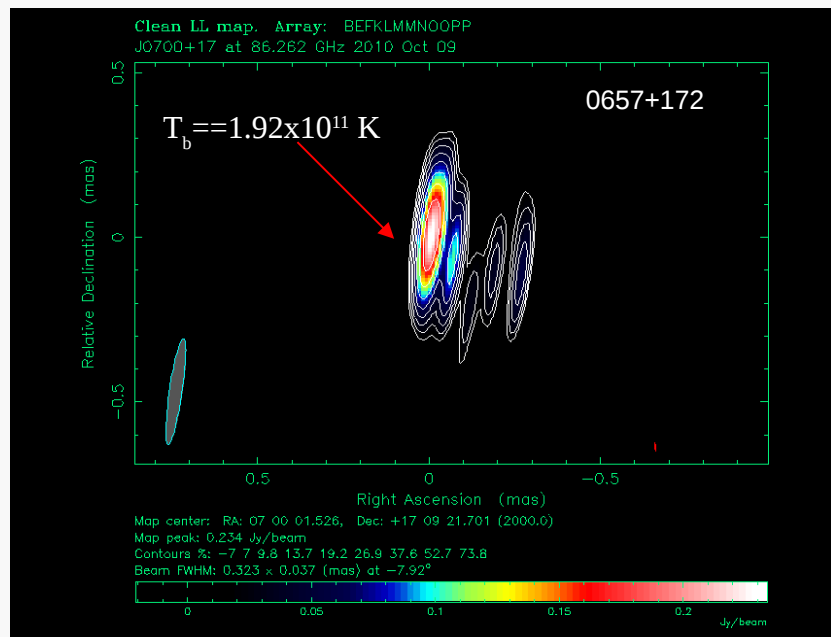 Clean LL map. Array: BEFKLMMNOOPP
J0700+17 at 86.262 GHz 2010 Oct 09
0657+172
T_b==1.92x10^11 K
0.5
0
−0.5
Relative Declination (mas)
0.5 0 −0.5
Right Ascension (mas)
Map center: RA: 07 00 01.526, Dec: +17 09 21.701 (2000.0)
Map peak: 0.234 Jy/beam
Contours %: −7 7 9.8 13.7 19.2 26.9 37.6 52.7 73.8
Beam FWHM: 0.323 x 0.037 (mas) at −7.92°
0 0.05 0.1 0.15 0.2
Jy/beam